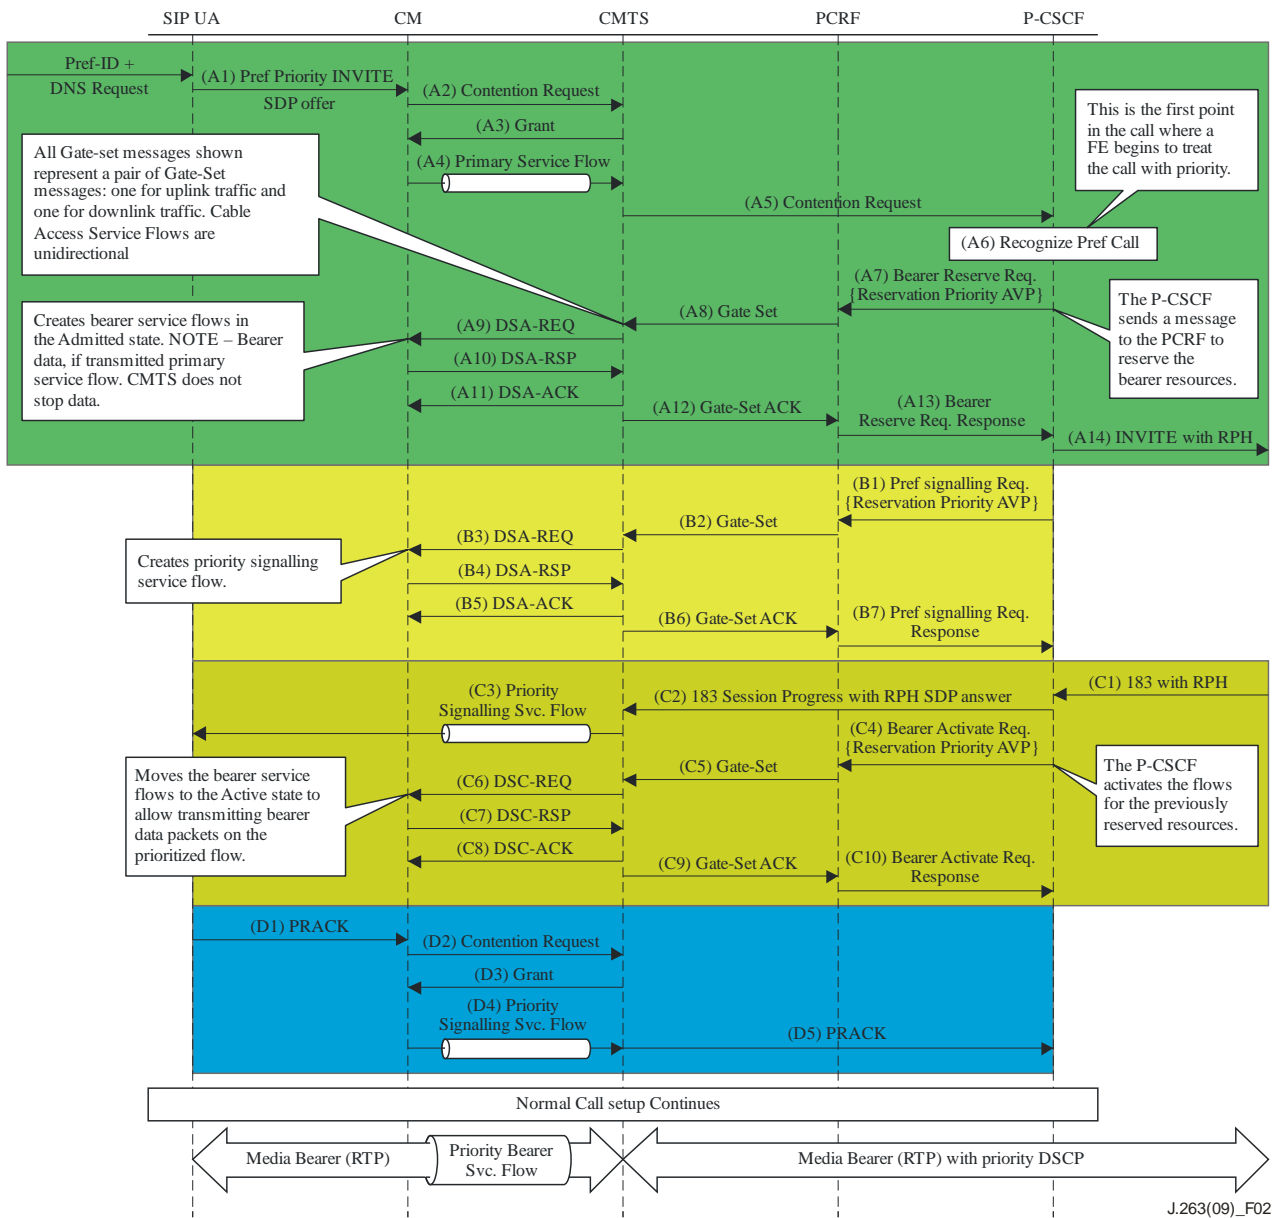 SIP UA
CM
CMTS
PCRF
P-CSCF
Pref-ID +
DNS Request
(A1) Pref Priority INVITE
SDP offer
(A2) Contention Request
(A3) Grant
(A4) Primary Service Flow
(A5) Contention Request
This is the first point
in the call where a
FE begins to treat
the call with priority.
(A6) Recognize Pref Call
All Gate-set messages shown
represent a pair of Gate-Set
messages: one for uplink traffic and
one for downlink traffic. Cable
Access Service Flows are
unidirectional
(A7) Bearer Reserve Req.
{Reservation Priority AVP}
(A8) Gate Set
The P-CSCF
sends a message
to the PCRF to
reserve the
bearer resources.
Creates bearer service flows in
the Admitted state. NOTE – Bearer
data, if transmitted primary
service flow. CMTS does not
stop data.
(A9) DSA-REQ
(A10) DSA-RSP
(A11) DSA-ACK
(A12) Gate-Set ACK
(A13) Bearer
Reserve Req. Response
(A14) INVITE with RPH
(B1) Pref signalling Req.
{Reservation Priority AVP}
(B2) Gate-Set
(B3) DSA-REQ
Creates priority signalling
service flow.
(B4) DSA-RSP
(B5) DSA-ACK
(B6) Gate-Set ACK
(B7) Pref signalling Req.
Response
(C1) 183 with RPH
(C2) 183 Session Progress with RPH SDP answer
(C3) Priority
Signalling Svc. Flow
(C4) Bearer Activate Req.
{Reservation Priority AVP}
(C5) Gate-Set
The P-CSCF
activates the flows
for the previously
reserved resources.
Moves the bearer service
flows to the Active state to
allow transmitting bearer
data packets on the
prioritized flow.
(C6) DSC-REQ
(C7) DSC-RSP
(C8) DSC-ACK
(C9) Gate-Set ACK
(C10) Bearer Activate Req.
Response
(D1) PRACK
(D2) Contention Request
(D3) Grant
(D4) Priority
Signalling Svc. Flow
(D5) PRACK
Normal Call setup Continues
Media Bearer (RTP)
Priority Bearer
Svc. Flow
Media Bearer (RTP) with priority DSCP
J.263(09)_F02